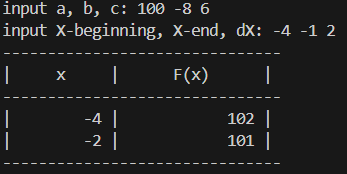 input a, b, c: 100 -8 6
input X-beginning, X-end, dX: -4 -1 2
-------------------------------
|     x     |      F(x)       |
-------------------------------
|        -4 |             102 |
|        -2 |             101 |
-------------------------------